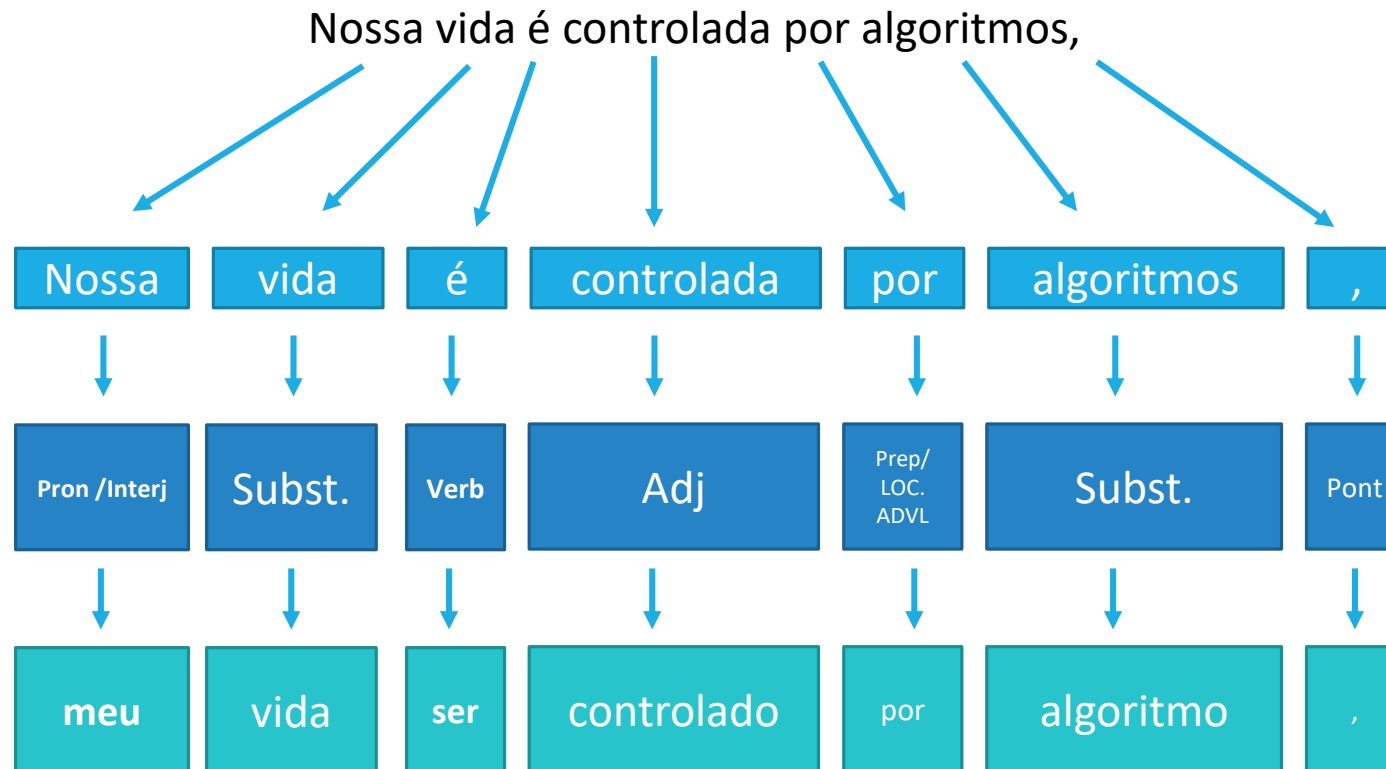 Nossa vida é controlada por algoritmos,
Nossa vida é controlada por algoritmos ,
Pron /Interj Subst. Verb Adj Prep/ LOC. ADVL Subst. Pont
meu vida ser controlado por algoritmo ,